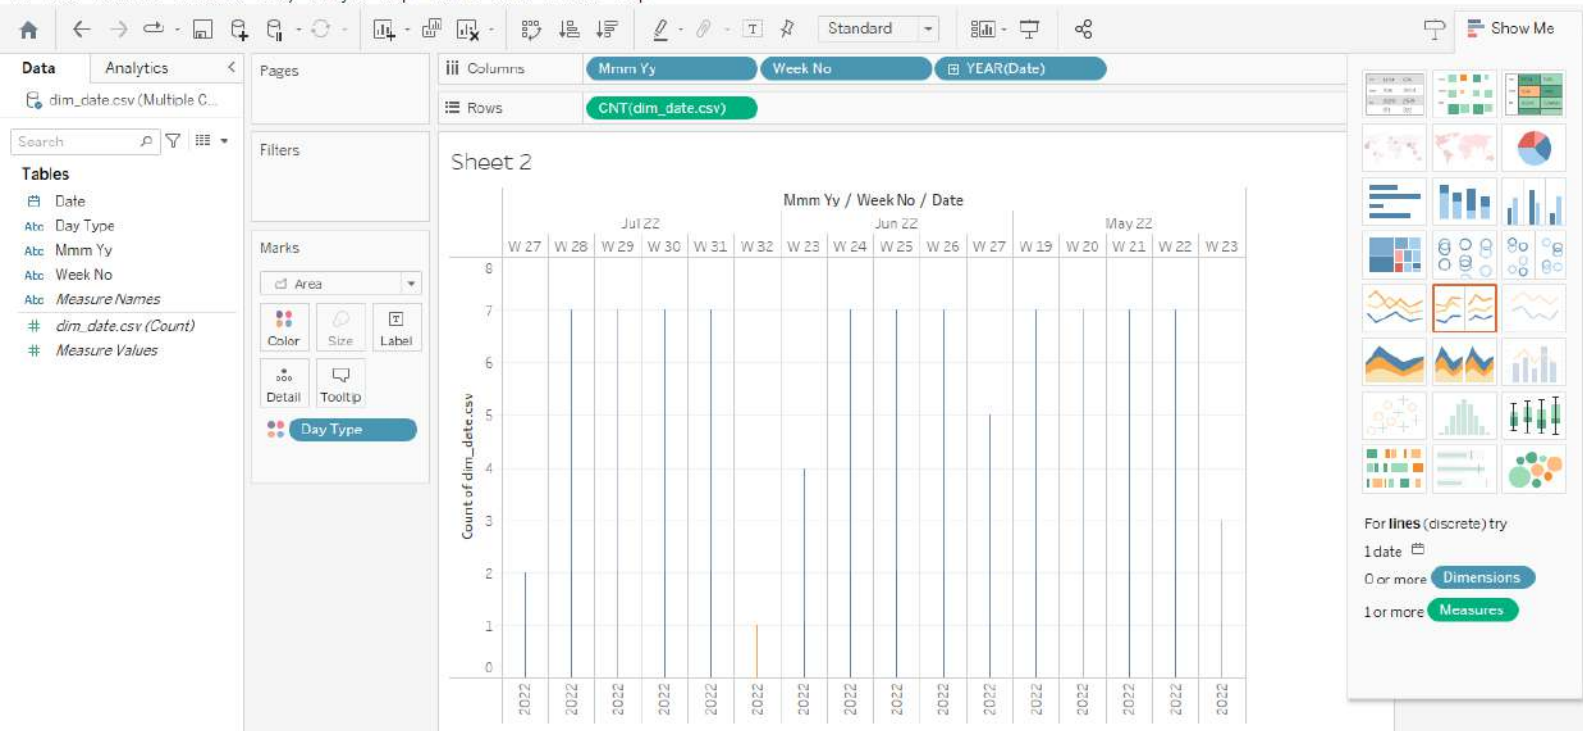 Standard
Show Me
Data Analytics
dim_date.csv (Multiple C...
Search
Tables
Date
Abc Day Type
Abc Mmm Yy
Abc Week No
Abc Measure Names
# dim_date.csv (Count)
# Measure Values
Pages
Filters
Marks
Area
Color Size Label
Detail Tooltip
Day Type
Columns Mmm Yy Week No YEAR(Date)
Rows CNT(dim_date.csv)
Sheet 2
Mmm Yy / Week No / Date
Jul 22 Jun 22 May 22
W 27 W 28 W 29 W 30 W 31 W 32 W 23 W 24 W 25 W 26 W 27 W 19 W 20 W 21 W 22 W 23
Count of dim_date.csv
8
7
6
5
4
3
2
1
0
2022 2022 2022 2022 2022 2022 2022 2022 2022 2022 2022 2022 2022 2022 2022 2022
For lines (discrete) try
1 date
0 or more Dimensions
1 or more Measures